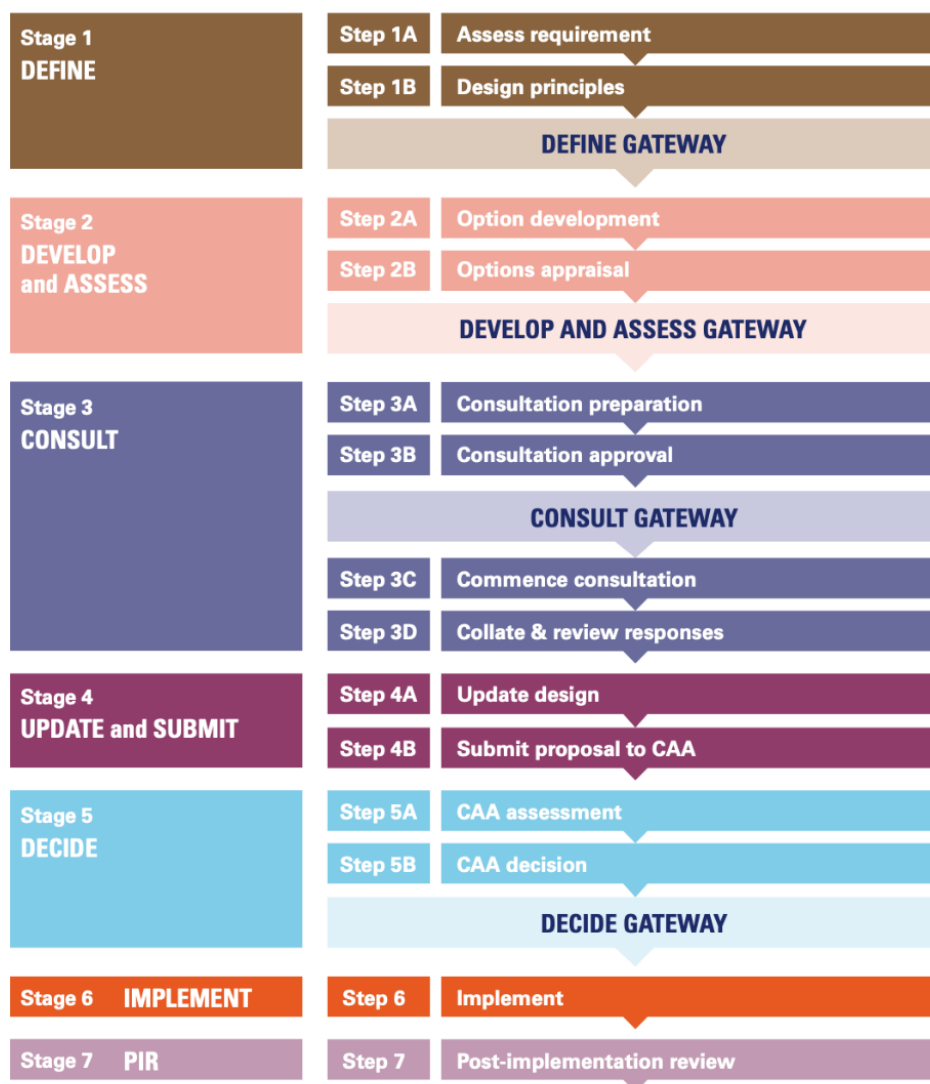 Stage 1
DEFINE
Step 1A
Assess requirement
Step 1B
Design principles
DEFINE GATEWAY
Stage 2
DEVELOP
and ASSESS
Step 2A
Option development
Step 2B
Options appraisal
DEVELOP AND ASSESS GATEWAY
Stage 3
CONSULT
Step 3A
Consultation preparation
Step 3B
Consultation approval
CONSULT GATEWAY
Step 3C
Commence consultation
Step 3D
Collate & review responses
Stage 4
UPDATE and SUBMIT
Step 4A
Update design
Step 4B
Submit proposal to CAA
Stage 5
DECIDE
Step 5A
CAA assessment
Step 5B
CAA decision
DECIDE GATEWAY
Stage 6 IMPLEMENT
Step 6
Implement
Stage 7 PIR
Step 7
Post-implementation review